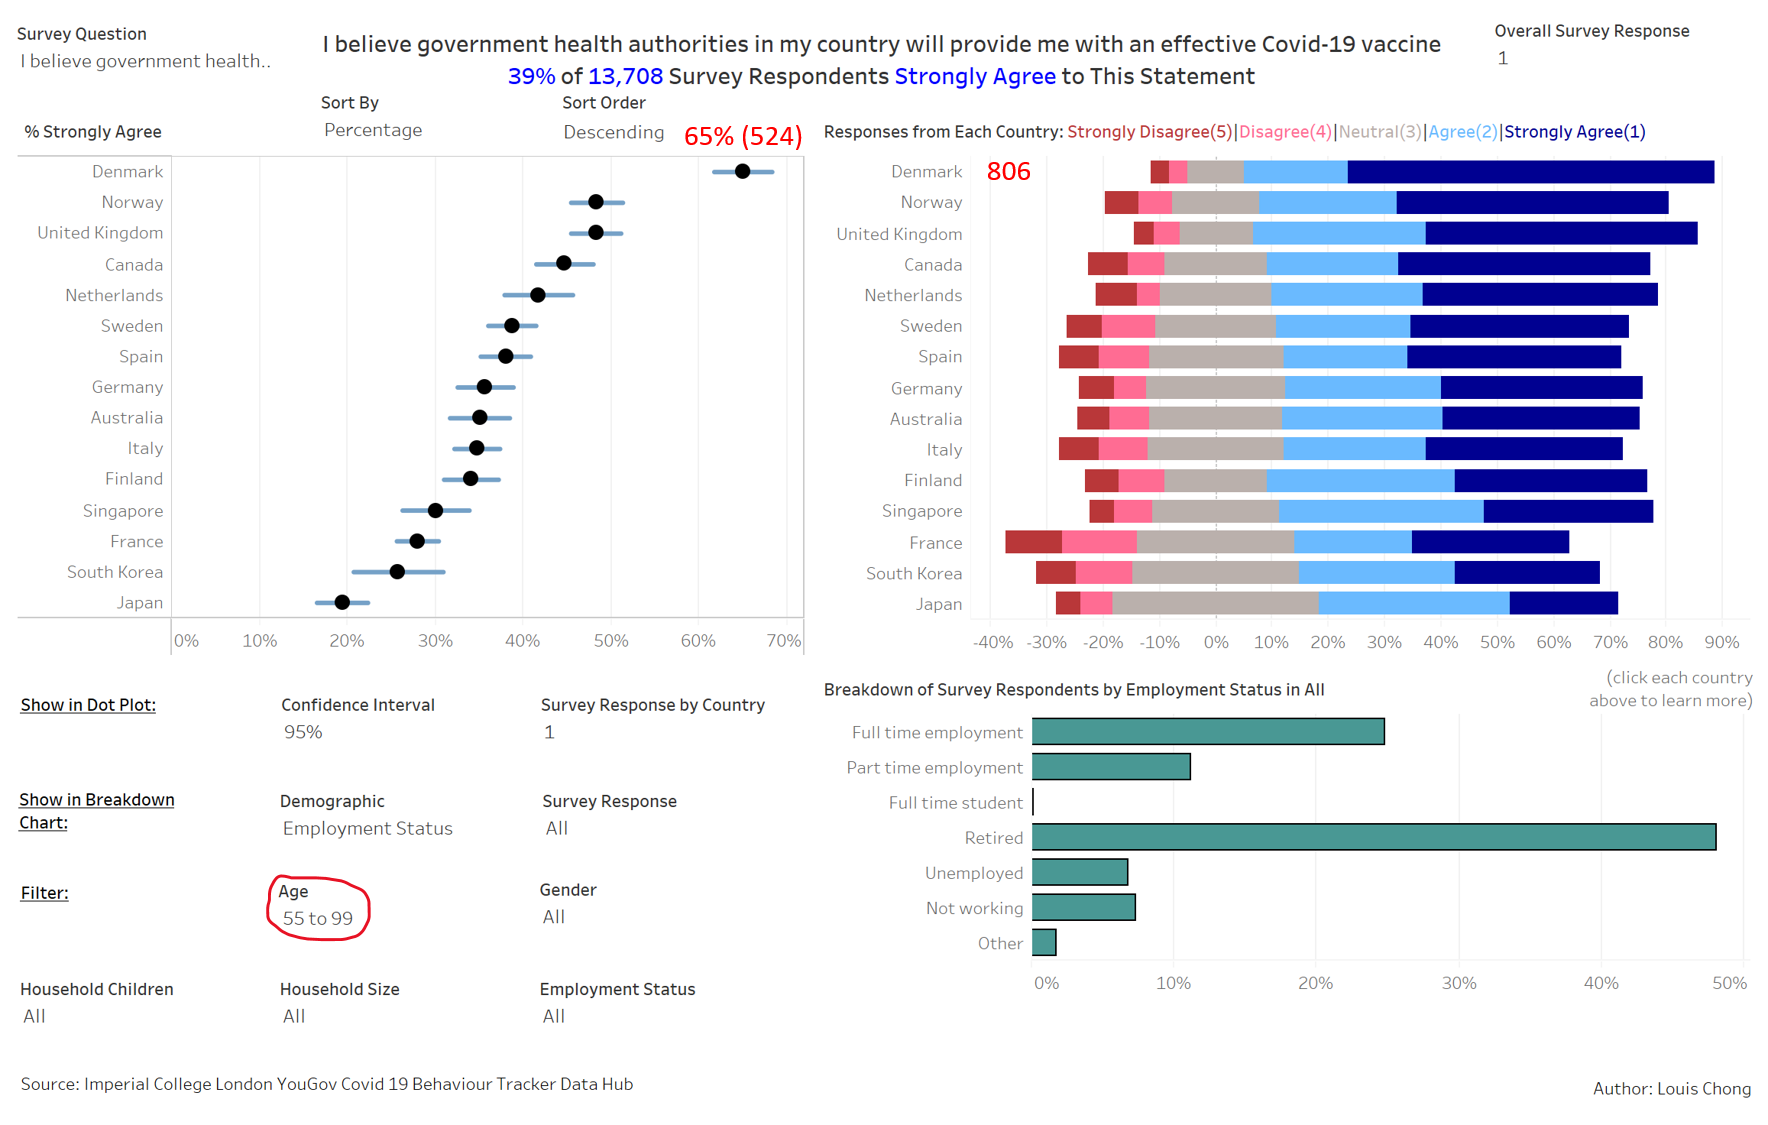 Survey Question
I believe government health..
I believe government health authorities in my country will provide me with an effective Covid-19 vaccine
39% of 13,708 Survey Respondents Strongly Agree to This Statement
Overall Survey Response
1
Sort By
Percentage
Sort Order
Descending
% Strongly Agree
65% (524)
Denmark
Norway
United Kingdom
Canada
Netherlands
Sweden
Spain
Germany
Australia
Italy
Finland
Singapore
France
South Korea
Japan
0% 10% 20% 30% 40% 50% 60% 70%
Responses from Each Country: Strongly Disagree(5)|Disagree(4)|Neutral(3)|Agree(2)|Strongly Agree(1)
Denmark 806
Norway
United Kingdom
Canada
Netherlands
Sweden
Spain
Germany
Australia
Italy
Finland
Singapore
France
South Korea
Japan
-40% -30% -20% -10% 0% 10% 20% 30% 40% 50% 60% 70% 80% 90%
Show in Dot Plot:
Confidence Interval
95%
Survey Response by Country
1
Show in Breakdown
Chart:
Demographic
Employment Status
Survey Response
All
Filter:
Age
55 to 99
Gender
All
Household Children
All
Household Size
All
Employment Status
All
Breakdown of Survey Respondents by Employment Status in All
(click each country
above to learn more)
Full time employment
Part time employment
Full time student
Retired
Unemployed
Not working
Other
0% 10% 20% 30% 40% 50%
Source: Imperial College London YouGov Covid 19 Behaviour Tracker Data Hub
Author: Louis Chong